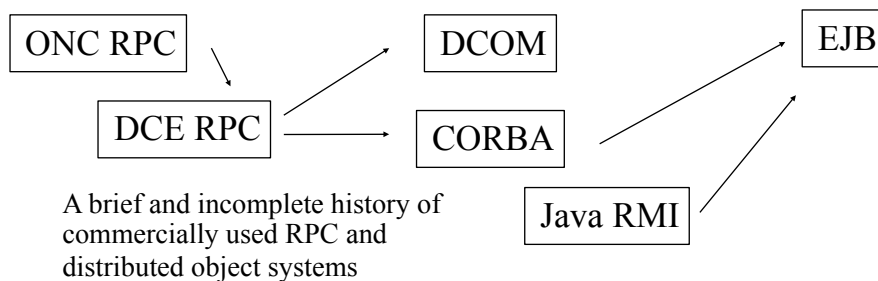 ONC RPC
DCOM
EJB
DCE RPC
CORBA
A brief and incomplete history of
commercially used RPC and
distributed object systems
Java RMI